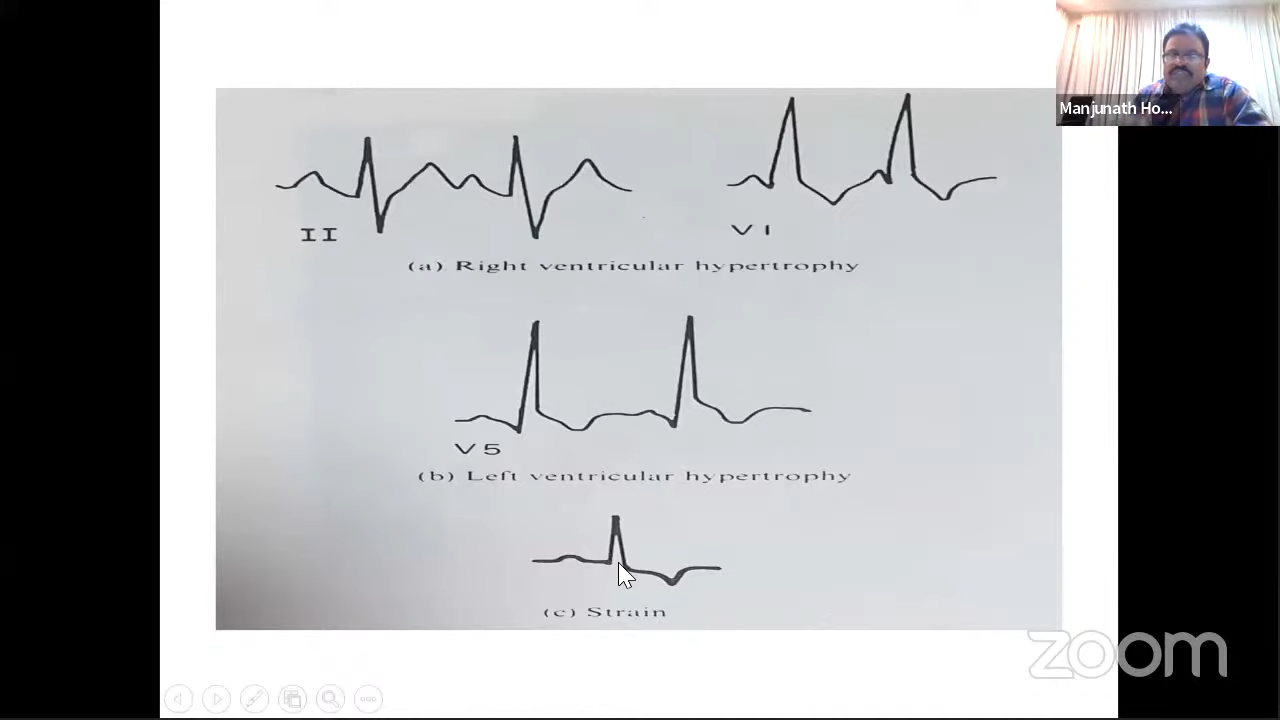 Manjunath Ho...
II
V1
(a) Right ventricular hypertrophy
V5
(b) Left ventricular hypertrophy
(c) Strain
zoom